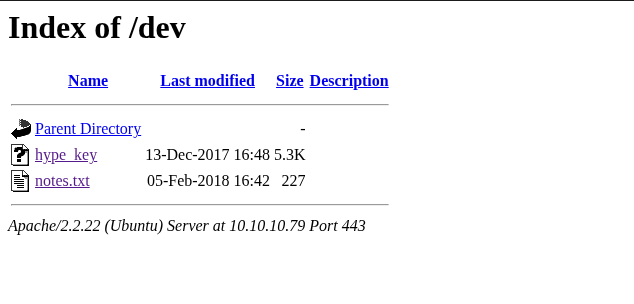 Index of /dev
Name Last modified Size Description
Parent Directory -
hype_key 13-Dec-2017 16:48 5.3K
notes.txt 05-Feb-2018 16:42 227
Apache/2.2.22 (Ubuntu) Server at 10.10.10.79 Port 443